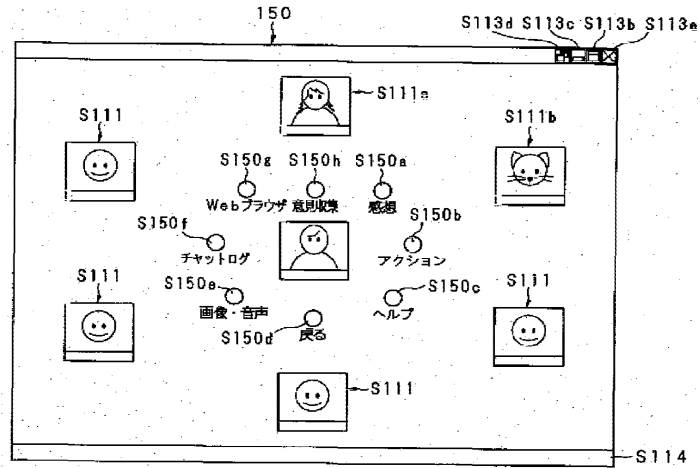 150
S113d S113c S113b S113a
S111a
S111
S111b
S150g S150h S150a
Webブラウザ 意見収集 感想
S150f
S150b
チャットログ
アクション
S111
S150e
S150c
S111
画像・音声
ヘルプ
S150d
戻る
S111
S114